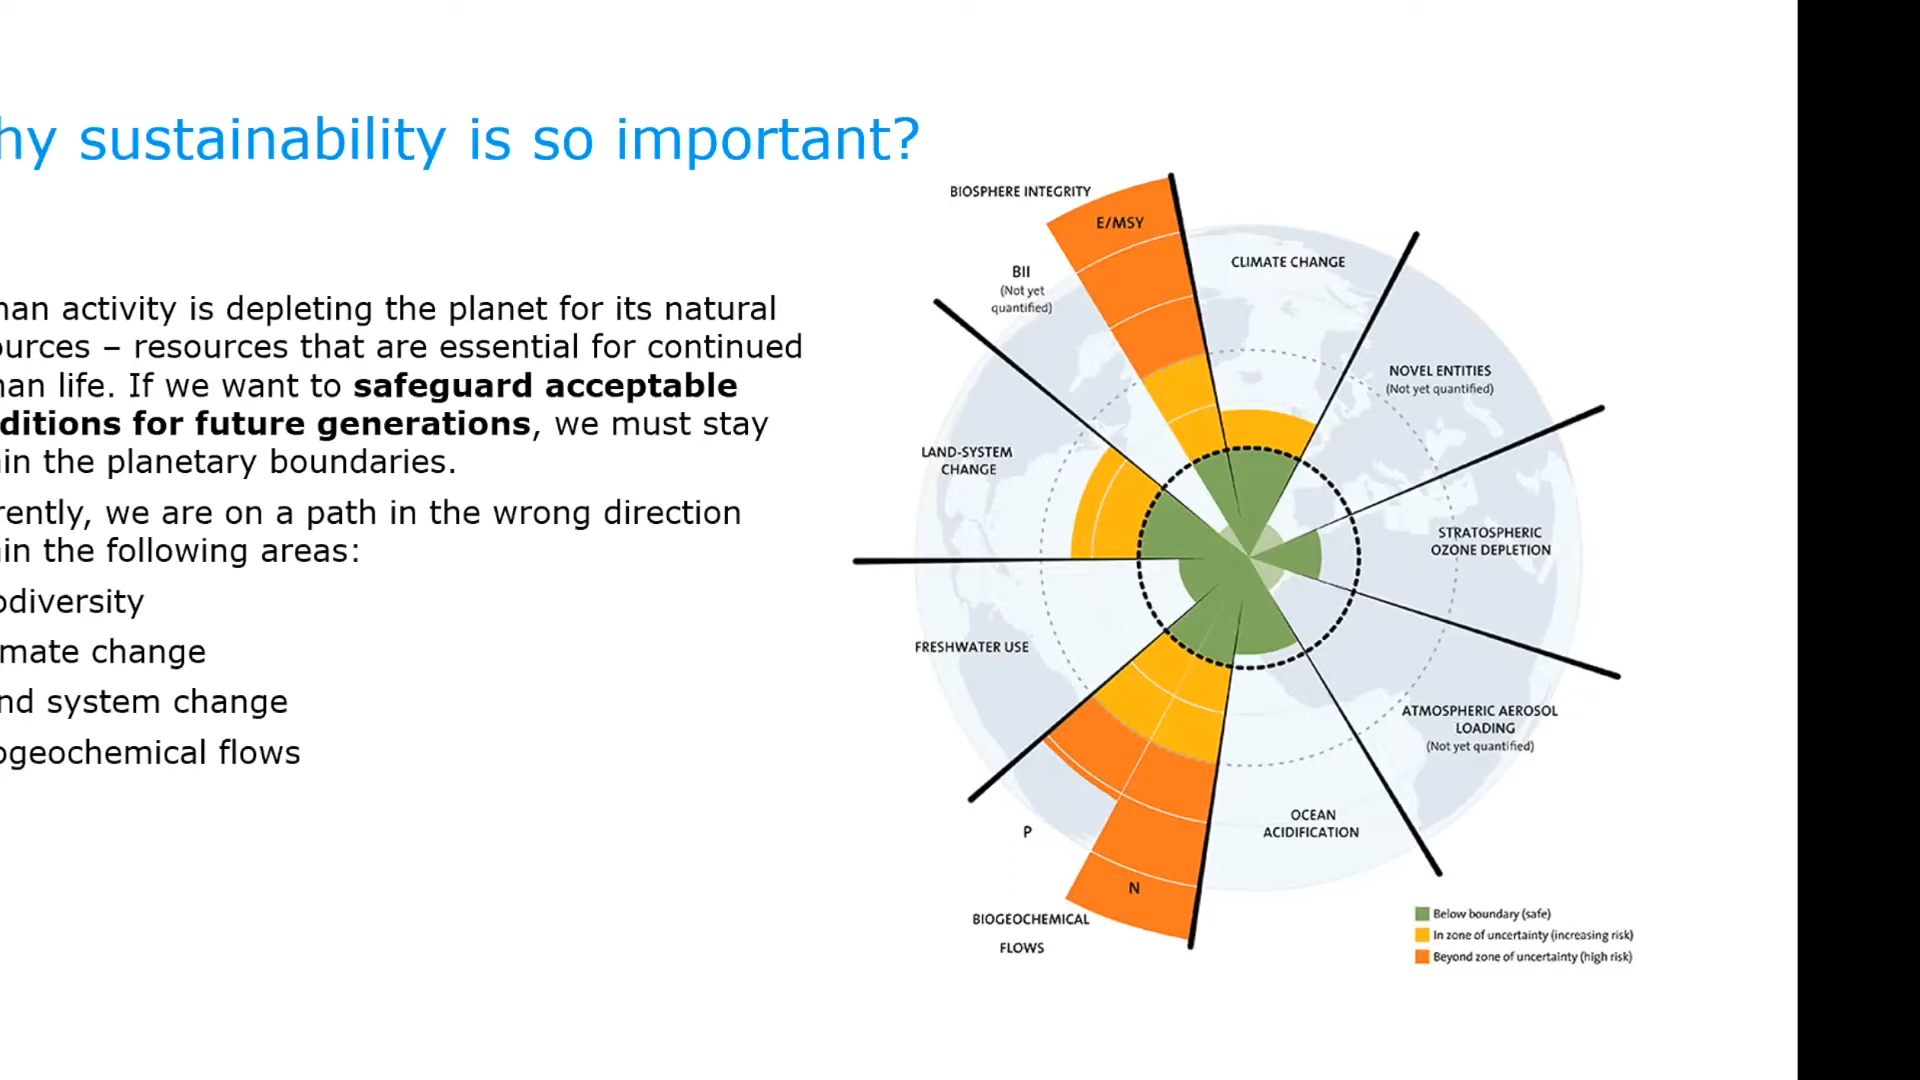 hy sustainability is so important?
nan activity is depleting the planet for its natural
ources – resources that are essential for continued
nan life. If we want to safeguard acceptable
ditions for future generations, we must stay
in the planetary boundaries.
rently, we are on a path in the wrong direction
in the following areas:
odiversity
mate change
nd system change
ogeochemical flows
BIOSPHERE INTEGRITY
E/MSY
BII
(Not yet
quantified)
CLIMATE CHANGE
NOVEL ENTITIES
(Not yet quantified)
LAND-SYSTEM
CHANGE
STRATOSPHERIC
OZONE DEPLETION
FRESHWATER USE
ATMOSPHERIC AEROSOL
LOADING
(Not yet quantified)
OCEAN
ACIDIFICATION
P
N
BIOGEOCHEMICAL
FLOWS
Below boundary (safe)
In zone of uncertainty (increasing risk)
Beyond zone of uncertainty (high risk)